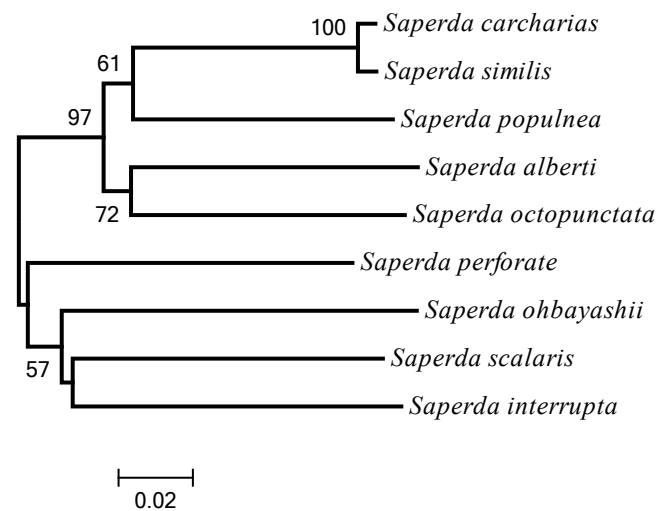 100
Saperda carcharias
61
Saperda similis
97
Saperda populnea
Saperda alberti
72
Saperda octopunctata
Saperda perforate
Saperda ohbayashii
57
Saperda scalaris
Saperda interrupta
0.02